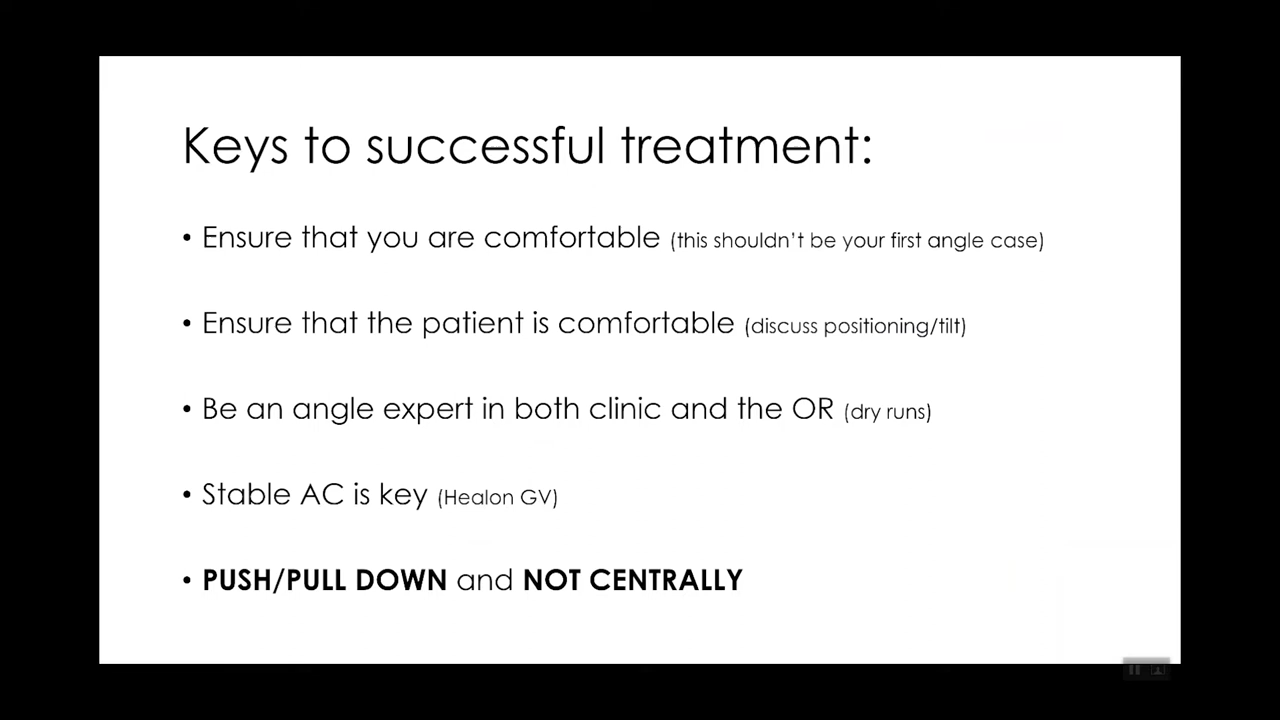 Keys to successful treatment:
• Ensure that you are comfortable (this shouldn't be your first angle case)
• Ensure that the patient is comfortable (discuss positioning/tilt)
• Be an angle expert in both clinic and the OR (dry runs)
• Stable AC is key (Healon GV)
• PUSH/PULL DOWN and NOT CENTRALLY